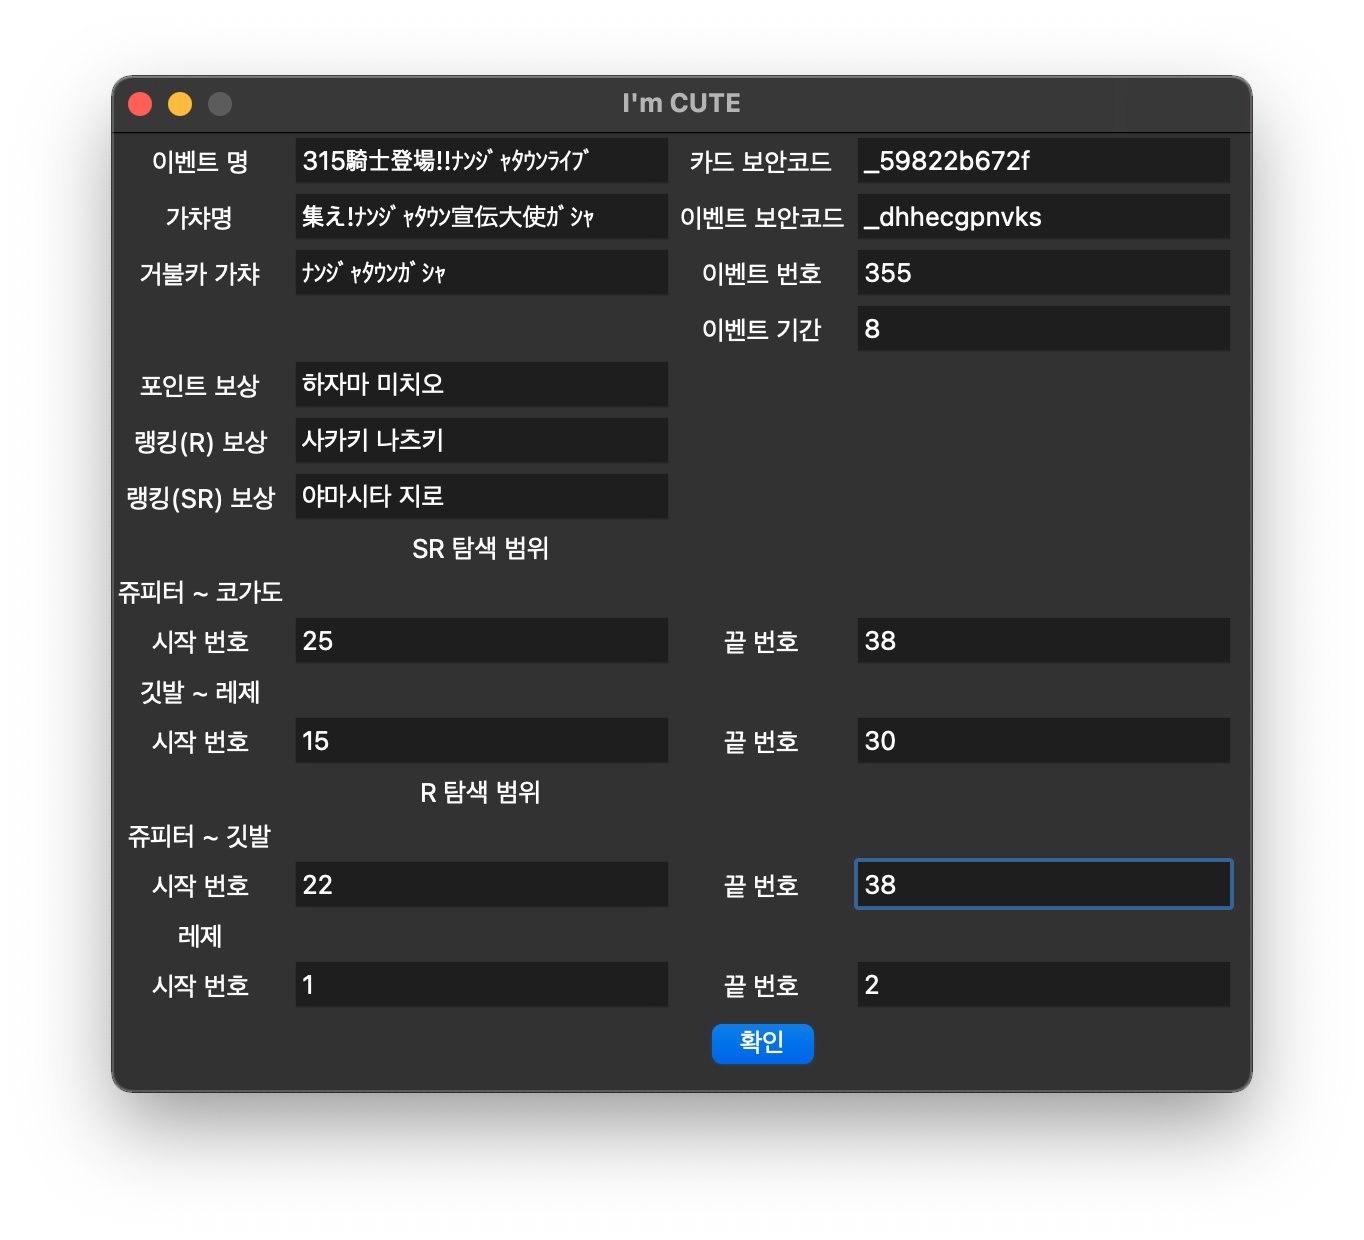 I'm CUTE
이벤트 명 315騎士登場!!ﾅﾝｼﾞｬﾀｳﾝﾗｲﾌﾞ 카드 보안코드 _59822b672f
가챠명 集え!ﾅﾝｼﾞｬﾀｳﾝ宣伝大使ｶﾞｼｬ 이벤트 보안코드 _dhhecgpnvks
거불카 가챠 ﾅﾝｼﾞｬﾀｳﾝｶﾞｼｬ 이벤트 번호 355
이벤트 기간 8
포인트 보상 하자마 미치오
랭킹(R) 보상 사카키 나츠키
랭킹(SR) 보상 야마시타 지로
SR 탐색 범위
쥬피터 ~ 코가도
시작 번호 25 끝 번호 38
깃발 ~ 레제
시작 번호 15 끝 번호 30
R 탐색 범위
쥬피터 ~ 깃발
시작 번호 22 끝 번호 38
레제
시작 번호 1 끝 번호 2
확인